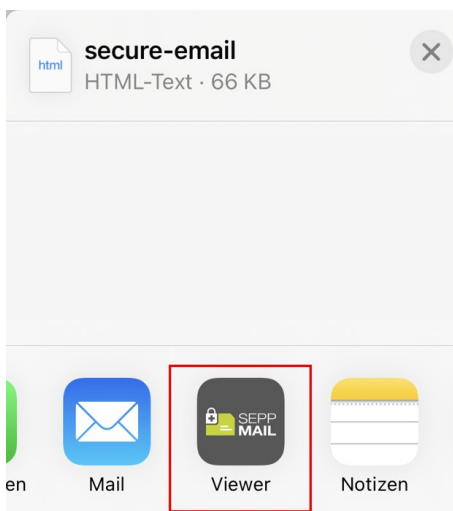 html
secure-email
HTML-Text · 66 KB
SEPP
MAIL
en
Mail
Viewer
Notizen